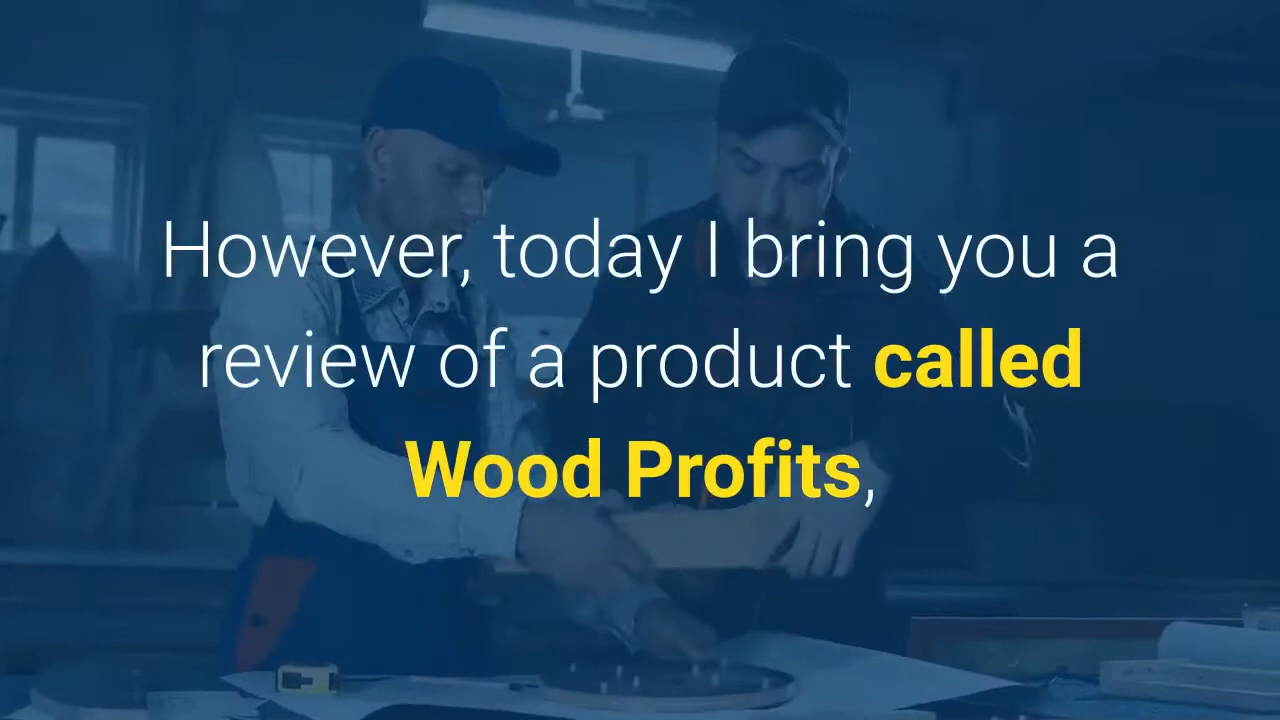 However, today I bring you a
review of a product called
Wood Profits,